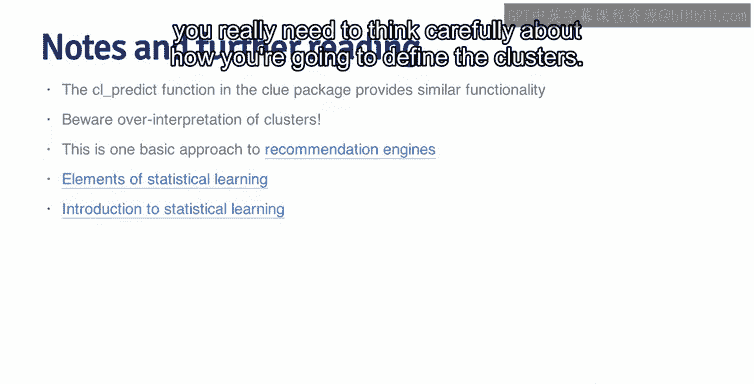 you really need to think carefully about
how you're going to define the clusters.
Notes and further reading
The cl_predict function in the clue package provides similar functionality
Beware over-interpretation of clusters!
This is one basic approach to recommendation engines
Elements of statistical learning
Introduction to statistical learning